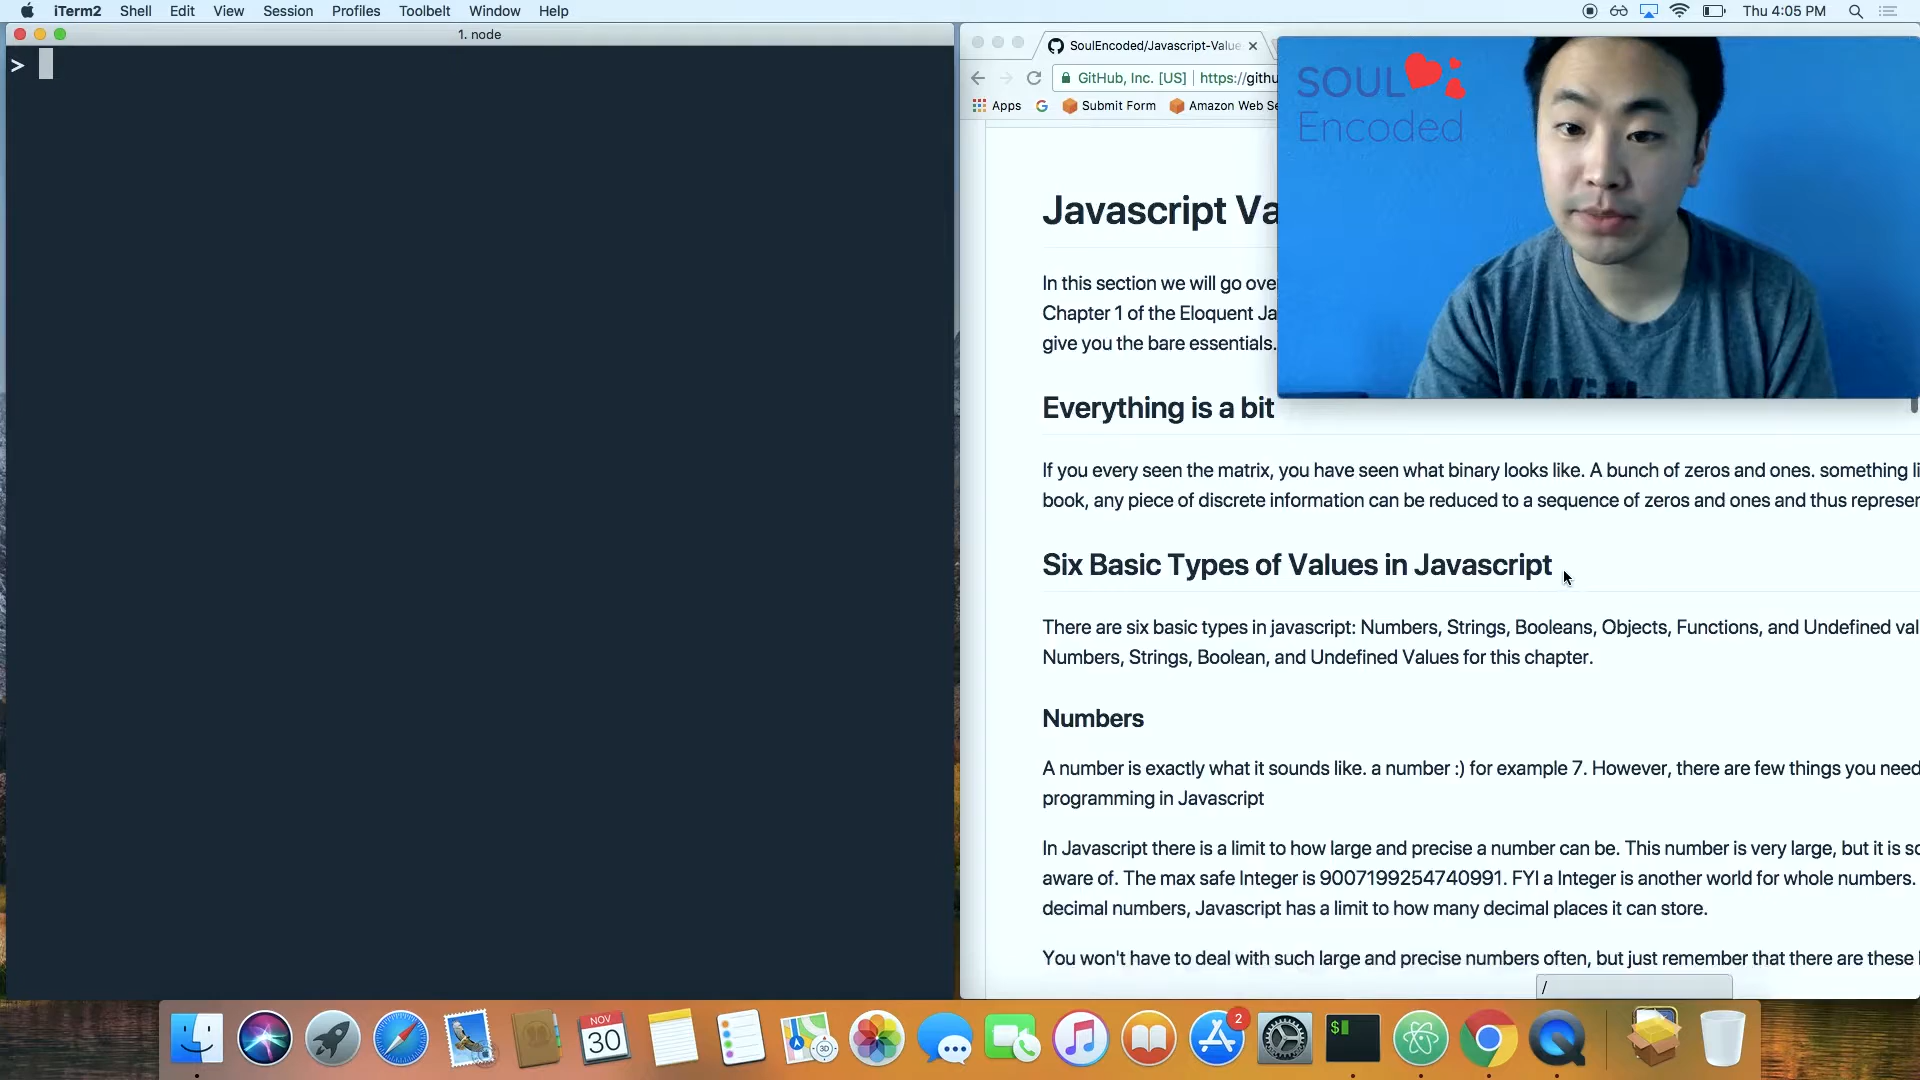 iTerm2 Shell Edit View Session Profiles Toolbelt Window Help
Thu 4:05 PM
1. node
>
SoulEncoded/Javascript-Value
GitHub, Inc. [US] https://githu
Apps Submit Form Amazon Web Se
SOUL
Encoded
Javascript Va
In this section we will go ove
Chapter 1 of the Eloquent Ja
give you the bare essentials.
Everything is a bit
If you every seen the matrix, you have seen what binary looks like. A bunch of zeros and ones. something li
book, any piece of discrete information can be reduced to a sequence of zeros and ones and thus represen
Six Basic Types of Values in Javascript
There are six basic types in javascript: Numbers, Strings, Booleans, Objects, Functions, and Undefined val
Numbers, Strings, Boolean, and Undefined Values for this chapter.
Numbers
A number is exactly what it sounds like. a number :) for example 7. However, there are few things you need
programming in Javascript
In Javascript there is a limit to how large and precise a number can be. This number is very large, but it is so
aware of. The max safe Integer is 9007199254740991. FYI a Integer is another world for whole numbers.
decimal numbers, Javascript has a limit to how many decimal places it can store.
You won't have to deal with such large and precise numbers often, but just remember that there are these l
/
NOV
30
2
$